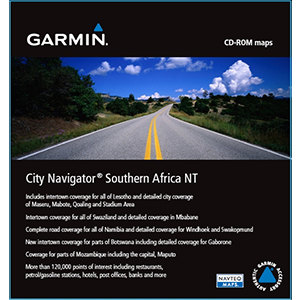 GARMIN.
CD-ROM maps
City Navigator® Southern Africa NT
Includes intertown coverage for all of Lesotho and detailed city coverage
of Maseru, Mabote, Qoaling and Stadium Area
Intertown coverage for all of Swaziland and detailed coverage in Mbabane
Complete road coverage for all of Namibia and detailed coverage for Windhoek and Swakopmund
New intertown coverage for parts of Botswana including detailed coverage for Gaborone
Coverage for parts of Mozambique including the capital, Maputo
More than 120,000 points of interest including restaurants,
petrol/gasoline stations, hotels, post offices, banks and more
NAVTEQ
MAPS
AUTHENTIC GARMIN ACCESSORY